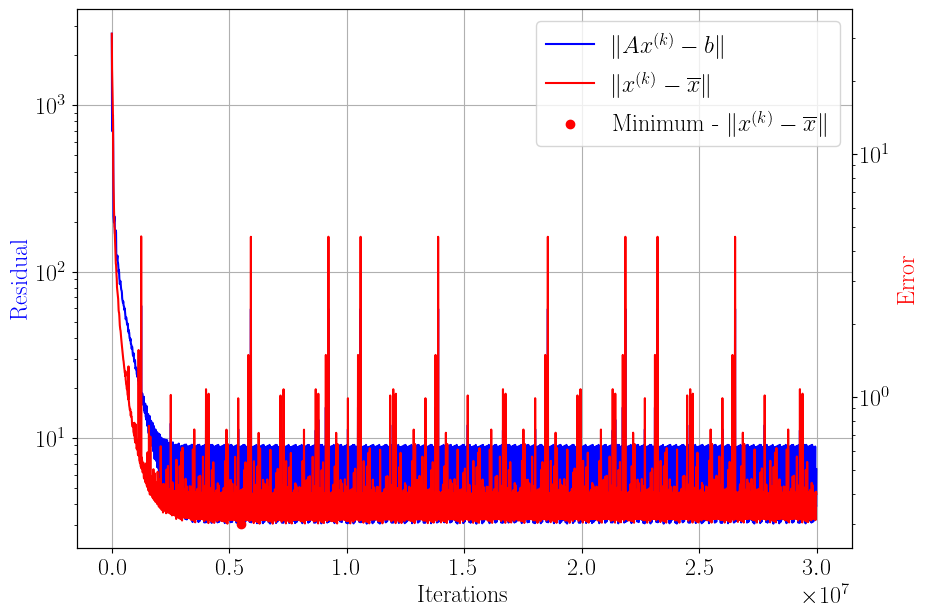 ‖Ax^(k) − b‖
‖x^(k) − x̅‖
Minimum - ‖x^(k) − x̅‖
Residual
10^3
10^2
10^1
Error
10^1
10^0
0.0 0.5 1.0 1.5 2.0 2.5 3.0
Iterations
×10^7